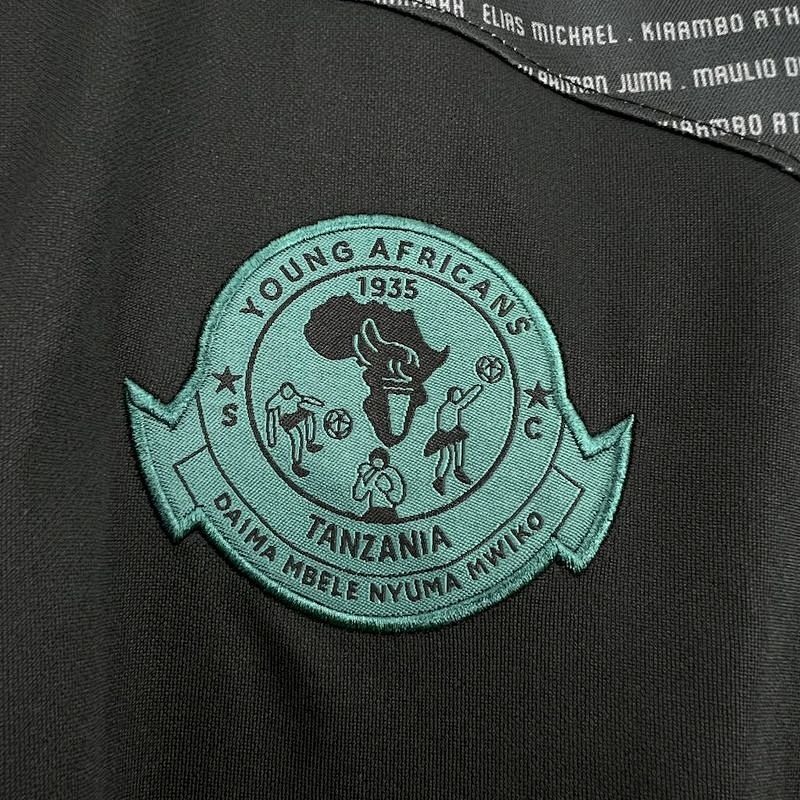 ELIAS MICHAEL . KIRAMBO ATH
JUMA . MAULID D
KIRAMBO AT
YOUNG AFRICANS
1935
S C
TANZANIA
DAIMA MBELE NYUMA MWIKO